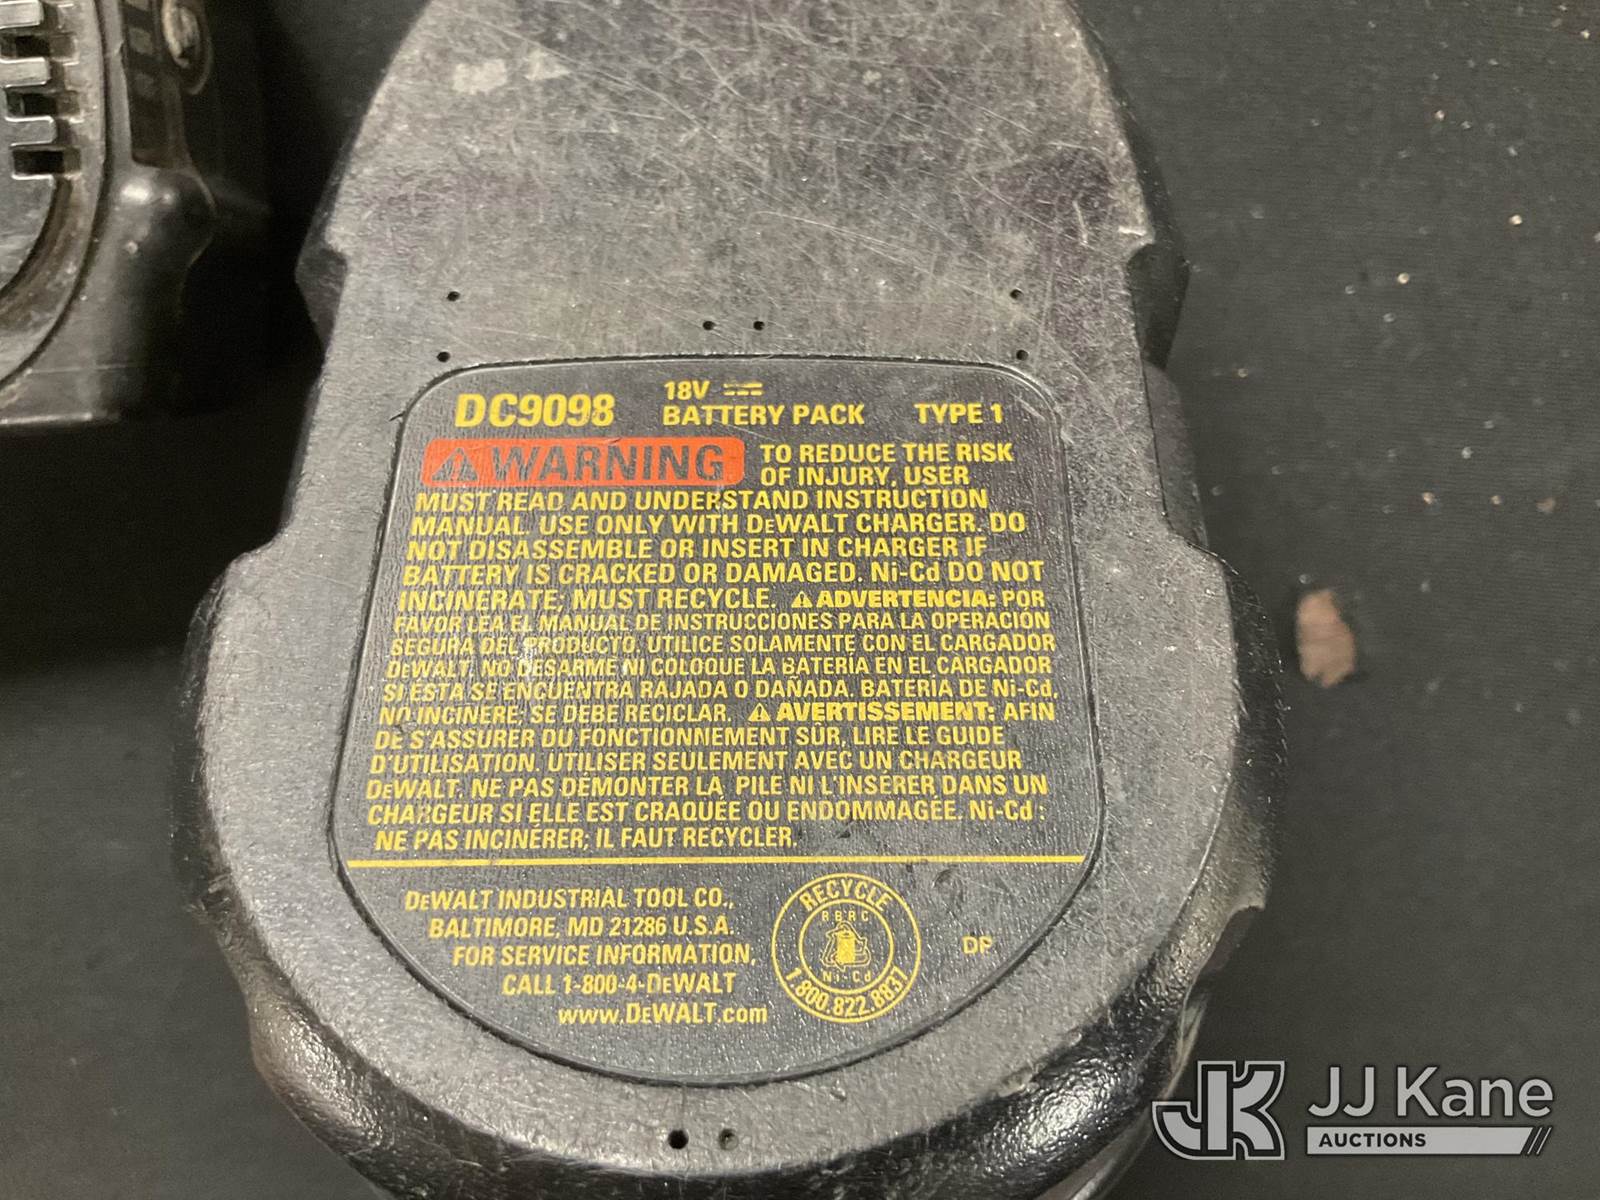 DC9098 18V BATTERY PACK TYPE 1
WARNING TO REDUCE THE RISK
OF INJURY, USER
MUST READ AND UNDERSTAND INSTRUCTION
MANUAL. USE ONLY WITH DEWALT CHARGER. DO
NOT DISASSEMBLE OR INSERT IN CHARGER IF
BATTERY IS CRACKED OR DAMAGED. Ni-Cd DO NOT
INCINERATE; MUST RECYCLE. ADVERTENCIA: POR
FAVOR LEA EL MANUAL DE INSTRUCCIONES PARA LA OPERACIÓN
SEGURA DEL PRODUCTO. UTILICE SOLAMENTE CON EL CARGADOR
DEWALT. NO DESARME NI COLOQUE LA BATERÍA EN EL CARGADOR
SI ESTA SE ENCUENTRA RAJADA O DAÑADA. BATERIA DE Ni-Cd,
NO INCINERE; SE DEBE RECICLAR. AVERTISSEMENT: AFIN
DE S'ASSURER DU FONCTIONNEMENT SÛR, LIRE LE GUIDE
D'UTILISATION. UTILISER SEULEMENT AVEC UN CHARGEUR
DEWALT. NE PAS DÉMONTER LA PILE NI L'INSÉRER DANS UN
CHARGEUR SI ELLE EST CRAQUÉE OU ENDOMMAGÉE. Ni-Cd :
NE PAS INCINÉRER; IL FAUT RECYCLER.
DEWALT INDUSTRIAL TOOL CO.,
BALTIMORE, MD 21286 U.S.A.
FOR SERVICE INFORMATION,
CALL 1-800-4-DEWALT
www.DEWALT.com
RECYCLE
RBRC
Ni-Cd
1.800.822.8837
DP
JK JJ Kane
AUCTIONS